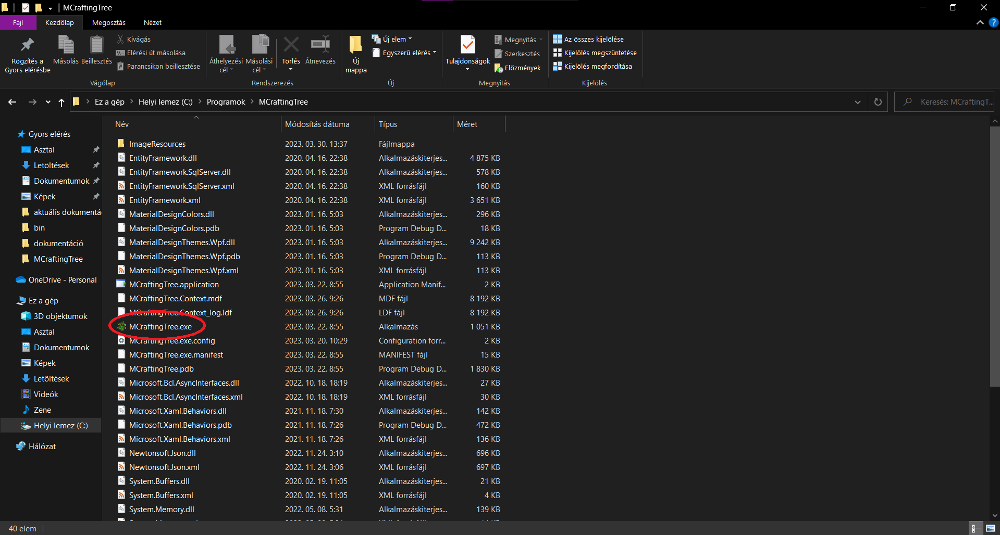 MCraftingTree
Fájl Kezdőlap Megosztás Nézet
Rögzítés a Gyors elérésbe
Másolás
Beillesztés
Kivágás
Elérési út másolása
Parancsikon beillesztése
Vágólap
Áthelyezési cél
Másolási cél
Törlés
Átnevezés
Rendszerezés
Új mappa
Új elem
Egyszerű elérés
Új
Tulajdonságok
Megnyitás
Szerkesztés
Előzmények
Megnyitás
Az összes kijelölése
Kijelölés megszüntetése
Kijelölés megfordítása
Kijelölés
Ez a gép > Helyi lemez (C:) > Programok > MCraftingTree
Keresés: MCraftingT...
Gyors elérés
Asztal
Letöltések
Dokumentumok
Képek
aktuális dokumentá
bin
dokumentáció
MCraftingTree
OneDrive - Personal
Ez a gép
3D objektumok
Asztal
Dokumentumok
Képek
Letöltések
Videók
Zene
Helyi lemez (C:)
Hálózat
Név Módosítás dátuma Típus Méret
ImageResources 2023. 03. 30. 13:37 Fájlmappa
EntityFramework.dll 2020. 04. 16. 22:38 Alkalmazáskiterjes... 4 875 KB
EntityFramework.SqlServer.dll 2020. 04. 16. 22:38 Alkalmazáskiterjes... 578 KB
EntityFramework.SqlServer.xml 2020. 04. 16. 22:38 XML forrásfájl 160 KB
EntityFramework.xml 2020. 04. 16. 22:38 XML forrásfájl 3 651 KB
MaterialDesignColors.dll 2023. 01. 16. 5:03 Alkalmazáskiterjes... 296 KB
MaterialDesignColors.pdb 2023. 01. 16. 5:03 Program Debug D... 18 KB
MaterialDesignThemes.Wpf.dll 2023. 01. 16. 5:03 Alkalmazáskiterjes... 9 242 KB
MaterialDesignThemes.Wpf.pdb 2023. 01. 16. 5:03 Program Debug D... 113 KB
MaterialDesignThemes.Wpf.xml 2023. 01. 16. 5:03 XML forrásfájl 113 KB
MCraftingTree.application 2023. 03. 22. 8:55 Application Manif... 2 KB
MCraftingTree.Context.mdf 2023. 03. 26. 9:26 MDF fájl 8 192 KB
MCraftingTree.Context_log.ldf 2023. 03. 26. 9:26 LDF fájl 8 192 KB
MCraftingTree.exe 2023. 03. 22. 8:55 Alkalmazás 1 051 KB
MCraftingTree.exe.config 2023. 03. 20. 10:29 Configuration forr... 2 KB
MCraftingTree.exe.manifest 2023. 03. 22. 8:55 MANIFEST fájl 15 KB
MCraftingTree.pdb 2023. 03. 22. 8:55 Program Debug D... 1 830 KB
Microsoft.Bcl.AsyncInterfaces.dll 2022. 10. 18. 18:19 Alkalmazáskiterjes... 27 KB
Microsoft.Bcl.AsyncInterfaces.xml 2022. 10. 18. 18:19 XML forrásfájl 30 KB
Microsoft.Xaml.Behaviors.dll 2021. 11. 18. 7:30 Alkalmazáskiterjes... 142 KB
Microsoft.Xaml.Behaviors.pdb 2021. 11. 18. 7:26 Program Debug D... 472 KB
Microsoft.Xaml.Behaviors.xml 2021. 11. 18. 7:26 XML forrásfájl 136 KB
Newtonsoft.Json.dll 2022. 11. 24. 3:10 Alkalmazáskiterjes... 696 KB
Newtonsoft.Json.xml 2022. 11. 24. 3:06 XML forrásfájl 697 KB
System.Buffers.dll 2020. 02. 19. 11:05 Alkalmazáskiterjes... 21 KB
System.Buffers.xml 2020. 02. 19. 11:05 XML forrásfájl 4 KB
System.Memory.dll 2022. 05. 08. 5:31 Alkalmazáskiterjes... 139 KB
40 elem